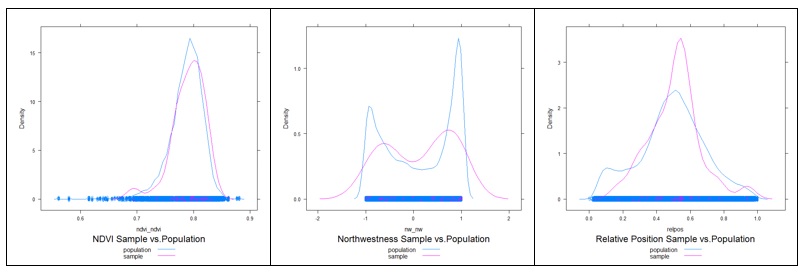 15
10
5
0
Density
0.6
0.7
0.8
0.9
ndvi_ndvi
NDVI Sample vs.Population
population
sample
1.0
0.5
0.0
Density
-2
-1
0
1
2
nw_nw
Northwestness Sample vs.Population
population
sample
3
2
1
0
Density
0.0
0.2
0.4
0.6
0.8
1.0
relpos
Relative Position Sample vs.Population
population
sample